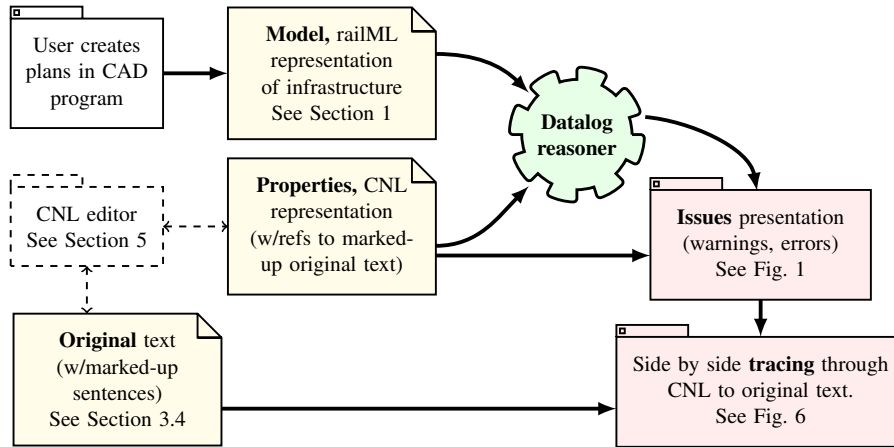 User creates
plans in CAD
program
Model, railML
representation
of infrastructure
See Section 1
Datalog
reasoner
CNL editor
See Section 5
Properties, CNL
representation
(w/refs to marked-
up original text)
Issues presentation
(warnings, errors)
See Fig. 1
Original text
(w/marked-up
sentences)
See Section 3.4
Side by side tracing through
CNL to original text.
See Fig. 6